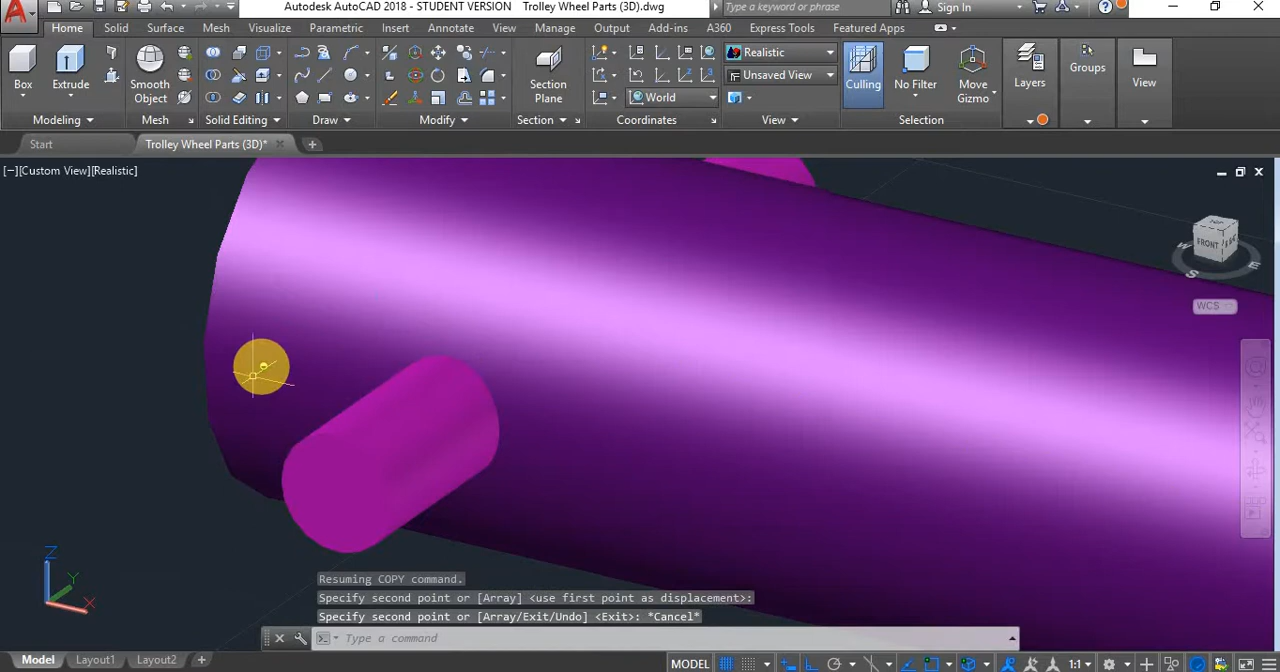 Autodesk AutoCAD 2018 - STUDENT VERSION Trolley Wheel Parts (3D).dwg Type a keyword or phrase Sign In
Home Solid Surface Mesh Visualize Parametric Insert Annotate View Manage Output Add-ins A360 Express Tools Featured Apps
Box Extrude Smooth Object Section Plane Realistic Unsaved View World Culling No Filter Move Gizmo Layers Groups View
Modeling Mesh Solid Editing Draw Modify Section Coordinates View Selection
Start Trolley Wheel Parts (3D)*
[−][Custom View][Realistic]
TOP
FRONT
W
S
E
WCS
Z
Y
X
Resuming COPY command.
Specify second point or [Array] <use first point as displacement>:
Specify second point or [Array/Exit/Undo] <Exit>: *Cancel*
Type a command
Model Layout1 Layout2 + MODEL 1:1